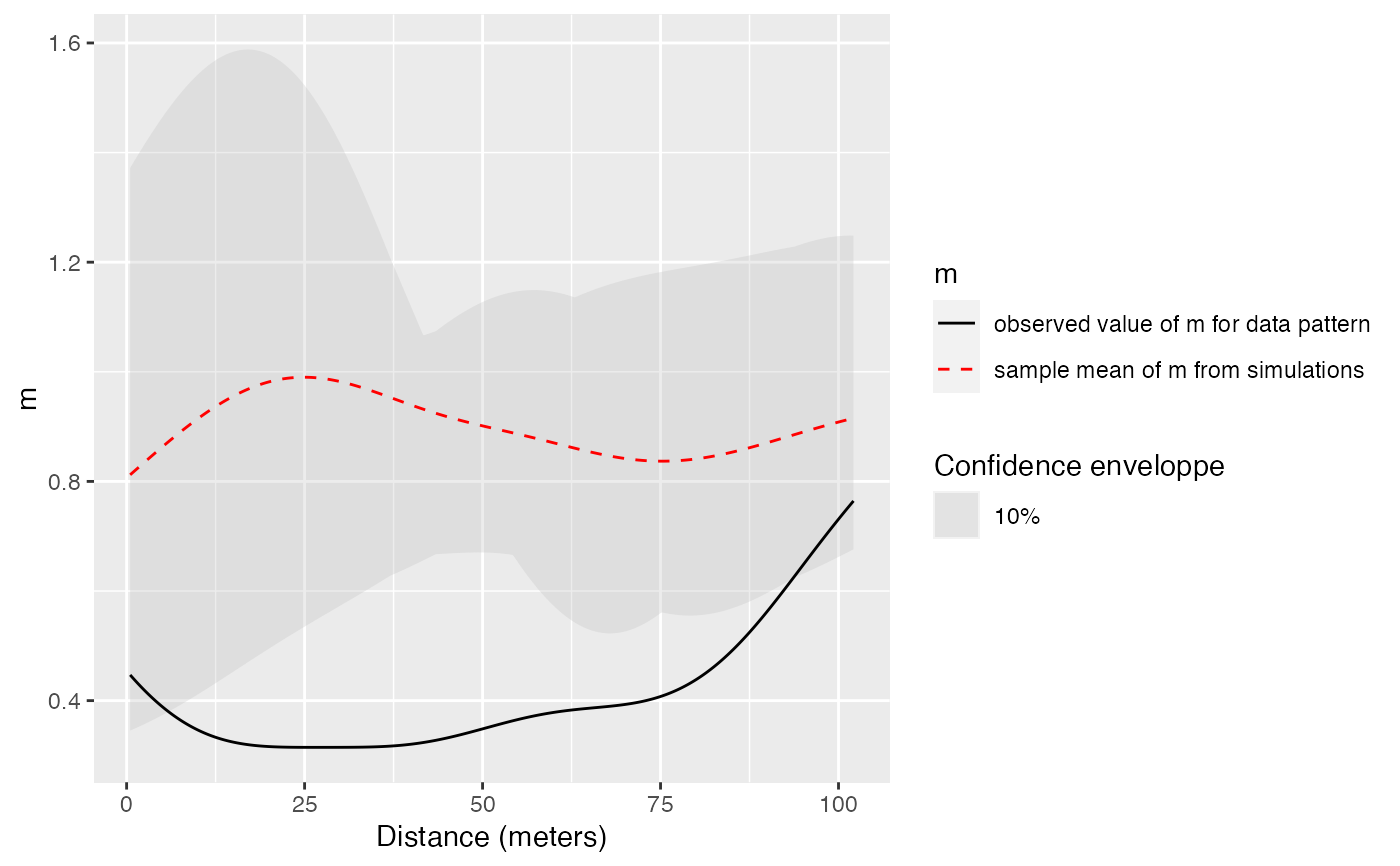 1.6
1.2
0.8
0.4
m
0
25
50
75
100
Distance (meters)
m
observed value of m for data pattern
sample mean of m from simulations
Confidence enveloppe
10%